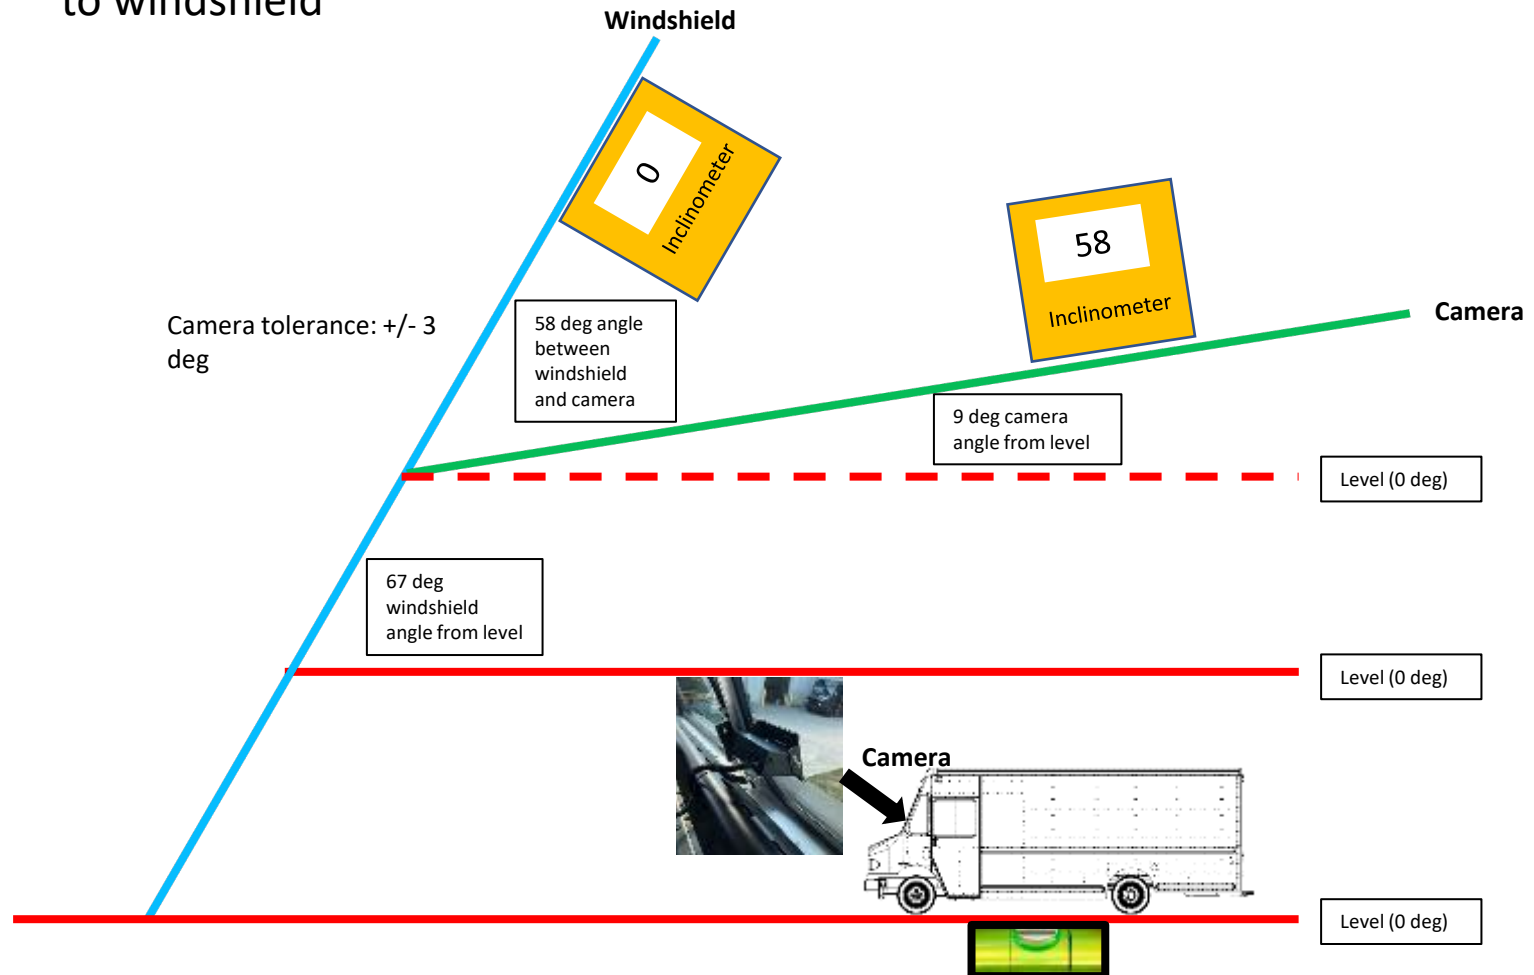 to windshield
Windshield
0
Inclinometer
58
Inclinometer
Camera
Camera tolerance: +/- 3
deg
58 deg angle
between
windshield
and camera
9 deg camera
angle from level
Level (0 deg)
67 deg
windshield
angle from level
Level (0 deg)
Camera
Level (0 deg)